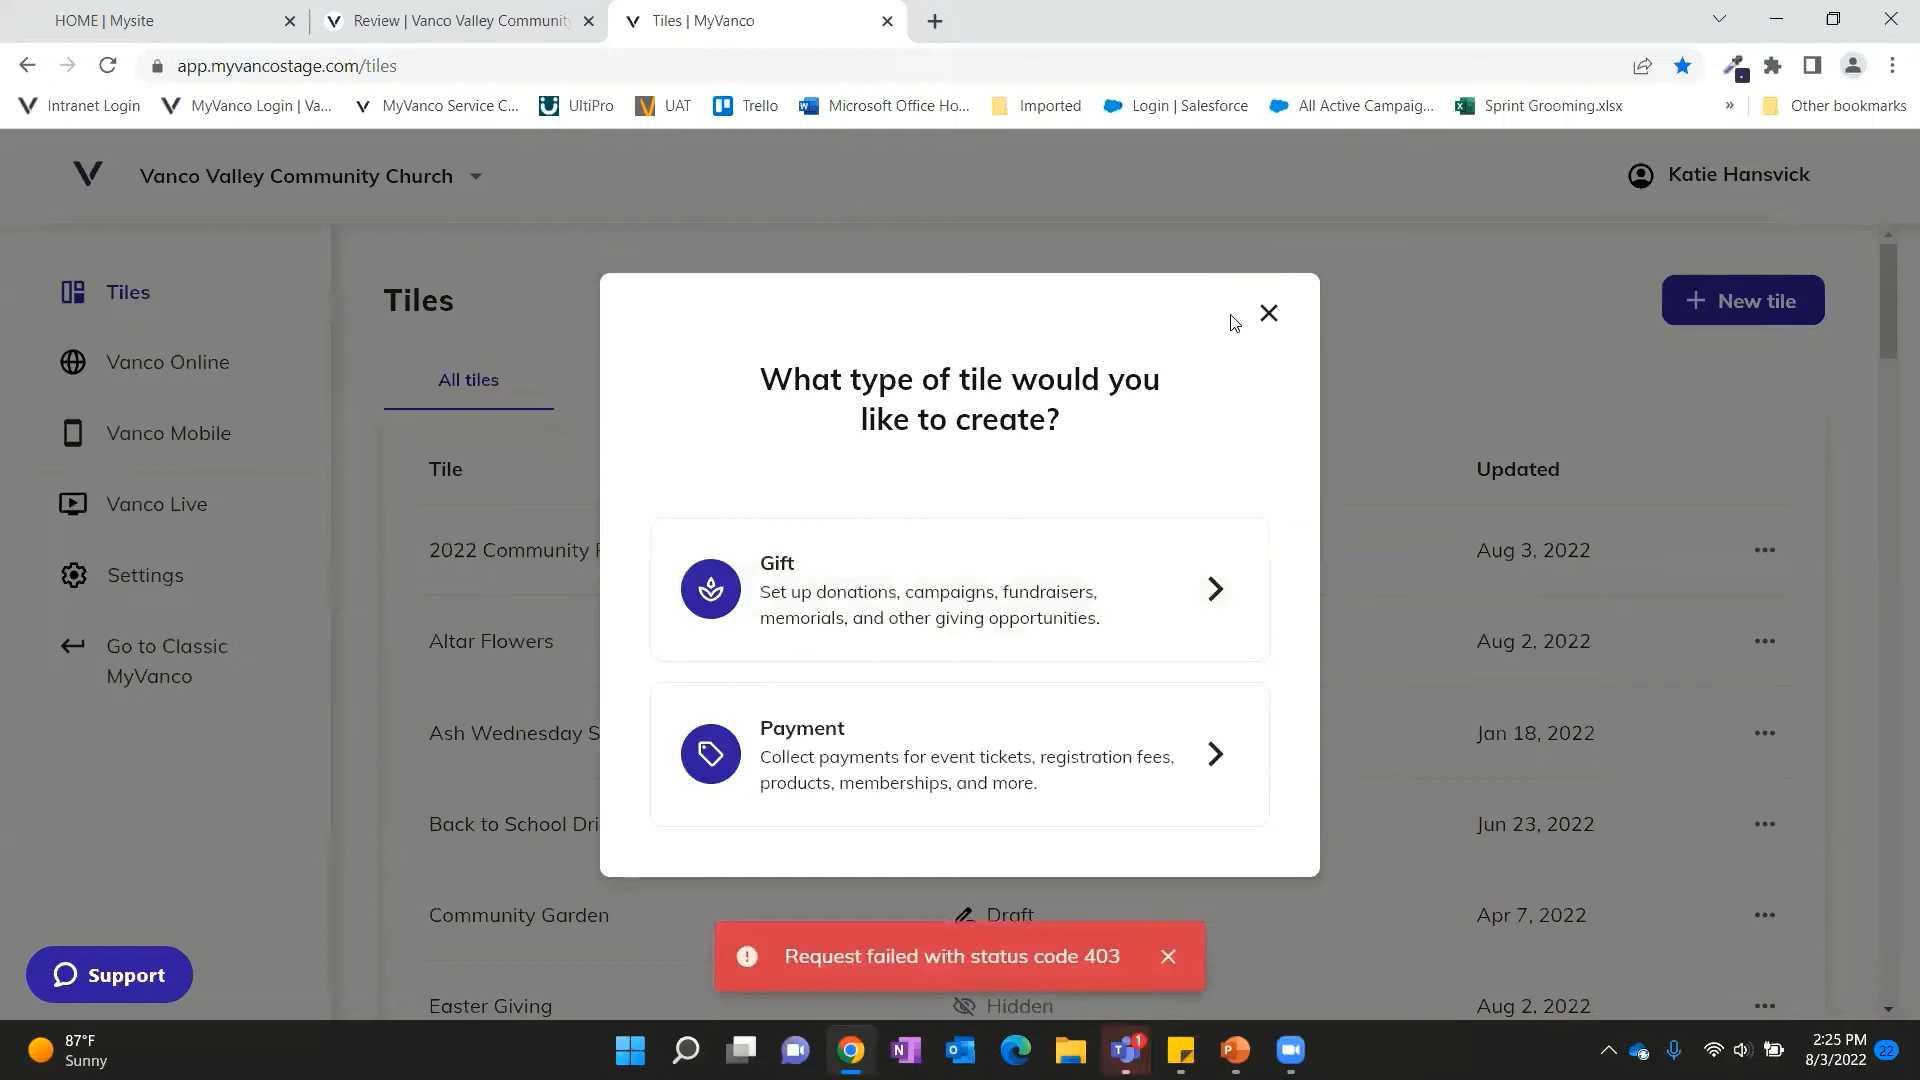 HOME | Mysite
Review | Vanco Valley Communit
Tiles | MyVanco
app.myvancostage.com/tiles
Intranet Login
MyVanco Login | Va...
MyVanco Service C...
UltiPro
UAT
Trello
Microsoft Office Ho...
Imported
Login | Salesforce
All Active Campaig...
Sprint Grooming.xlsx
»
Other bookmarks
Vanco Valley Community Church
Katie Hansvick
Tiles
Vanco Online
Vanco Mobile
Vanco Live
Settings
Go to Classic
MyVanco
Support
Tiles
+ New tile
All tiles
Tile
Updated
2022 Community
Aug 3, 2022
Altar Flowers
Aug 2, 2022
Ash Wednesday S
Jan 18, 2022
Back to School Dri
Jun 23, 2022
Community Garden
Draft
Apr 7, 2022
Easter Giving
Hidden
Aug 2, 2022
What type of tile would you
like to create?
Gift
Set up donations, campaigns, fundraisers,
memorials, and other giving opportunities.
Payment
Collect payments for event tickets, registration fees,
products, memberships, and more.
Request failed with status code 403
87°F
Sunny
1
2:25 PM
8/3/2022
22